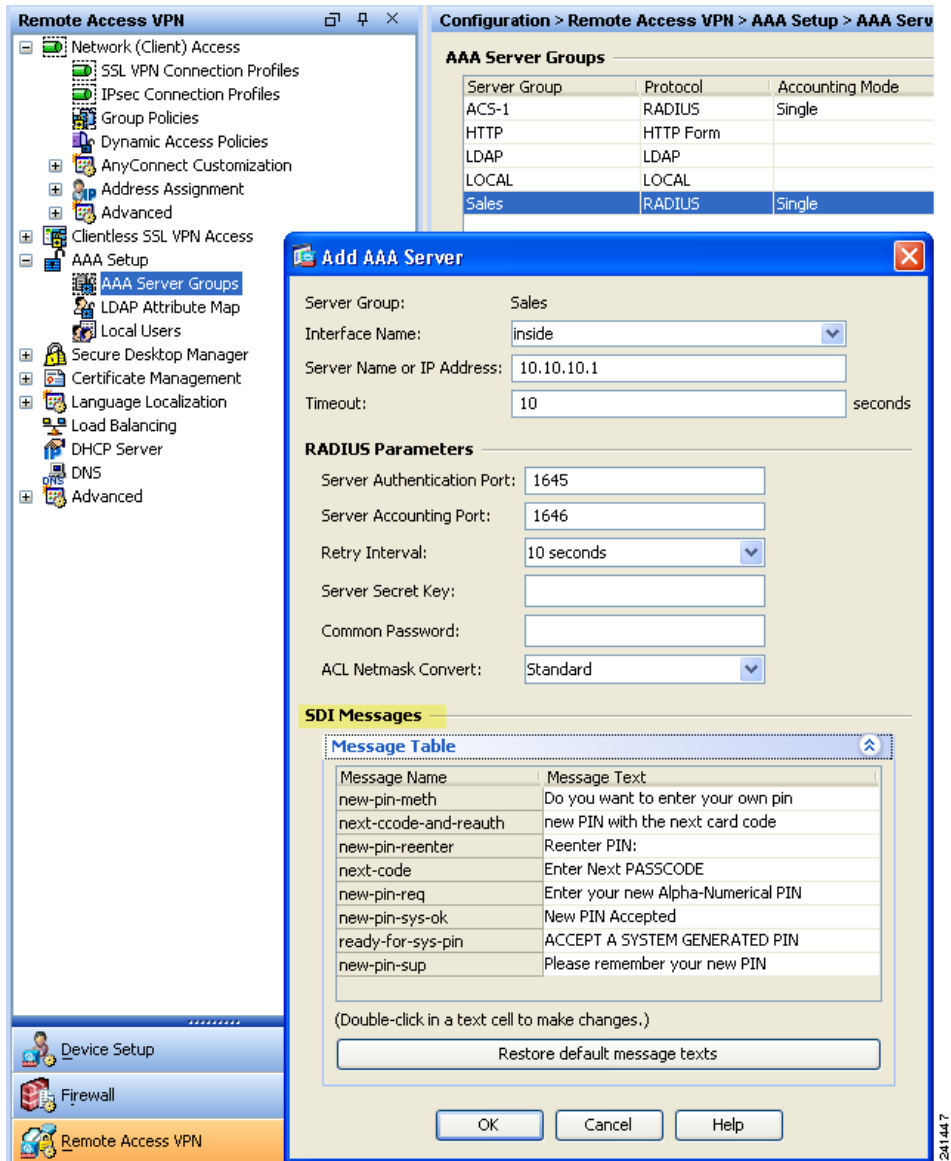 Remote Access VPN
Network (Client) Access
SSL VPN Connection Profiles
IPsec Connection Profiles
Group Policies
Dynamic Access Policies
AnyConnect Customization
Address Assignment
Advanced
Clientless SSL VPN Access
AAA Setup
AAA Server Groups
LDAP Attribute Map
Local Users
Secure Desktop Manager
Certificate Management
Language Localization
Load Balancing
DHCP Server
DNS
Advanced
Device Setup
Firewall
Remote Access VPN
Configuration > Remote Access VPN > AAA Setup > AAA Serv
AAA Server Groups
Server Group Protocol Accounting Mode
ACS-1 RADIUS Single
HTTP HTTP Form
LDAP LDAP
LOCAL LOCAL
Sales RADIUS Single
Add AAA Server
Server Group: Sales
Interface Name: inside
Server Name or IP Address: 10.10.10.1
Timeout: 10 seconds
RADIUS Parameters
Server Authentication Port: 1645
Server Accounting Port: 1646
Retry Interval: 10 seconds
Server Secret Key:
Common Password:
ACL Netmask Convert: Standard
SDI Messages
Message Table
Message Name Message Text
new-pin-meth Do you want to enter your own pin
next-ccode-and-reauth new PIN with the next card code
new-pin-reenter Reenter PIN:
next-code Enter Next PASSCODE
new-pin-req Enter your new Alpha-Numerical PIN
new-pin-sys-ok New PIN Accepted
ready-for-sys-pin ACCEPT A SYSTEM GENERATED PIN
new-pin-sup Please remember your new PIN
(Double-click in a text cell to make changes.)
Restore default message texts
OK Cancel Help
241447